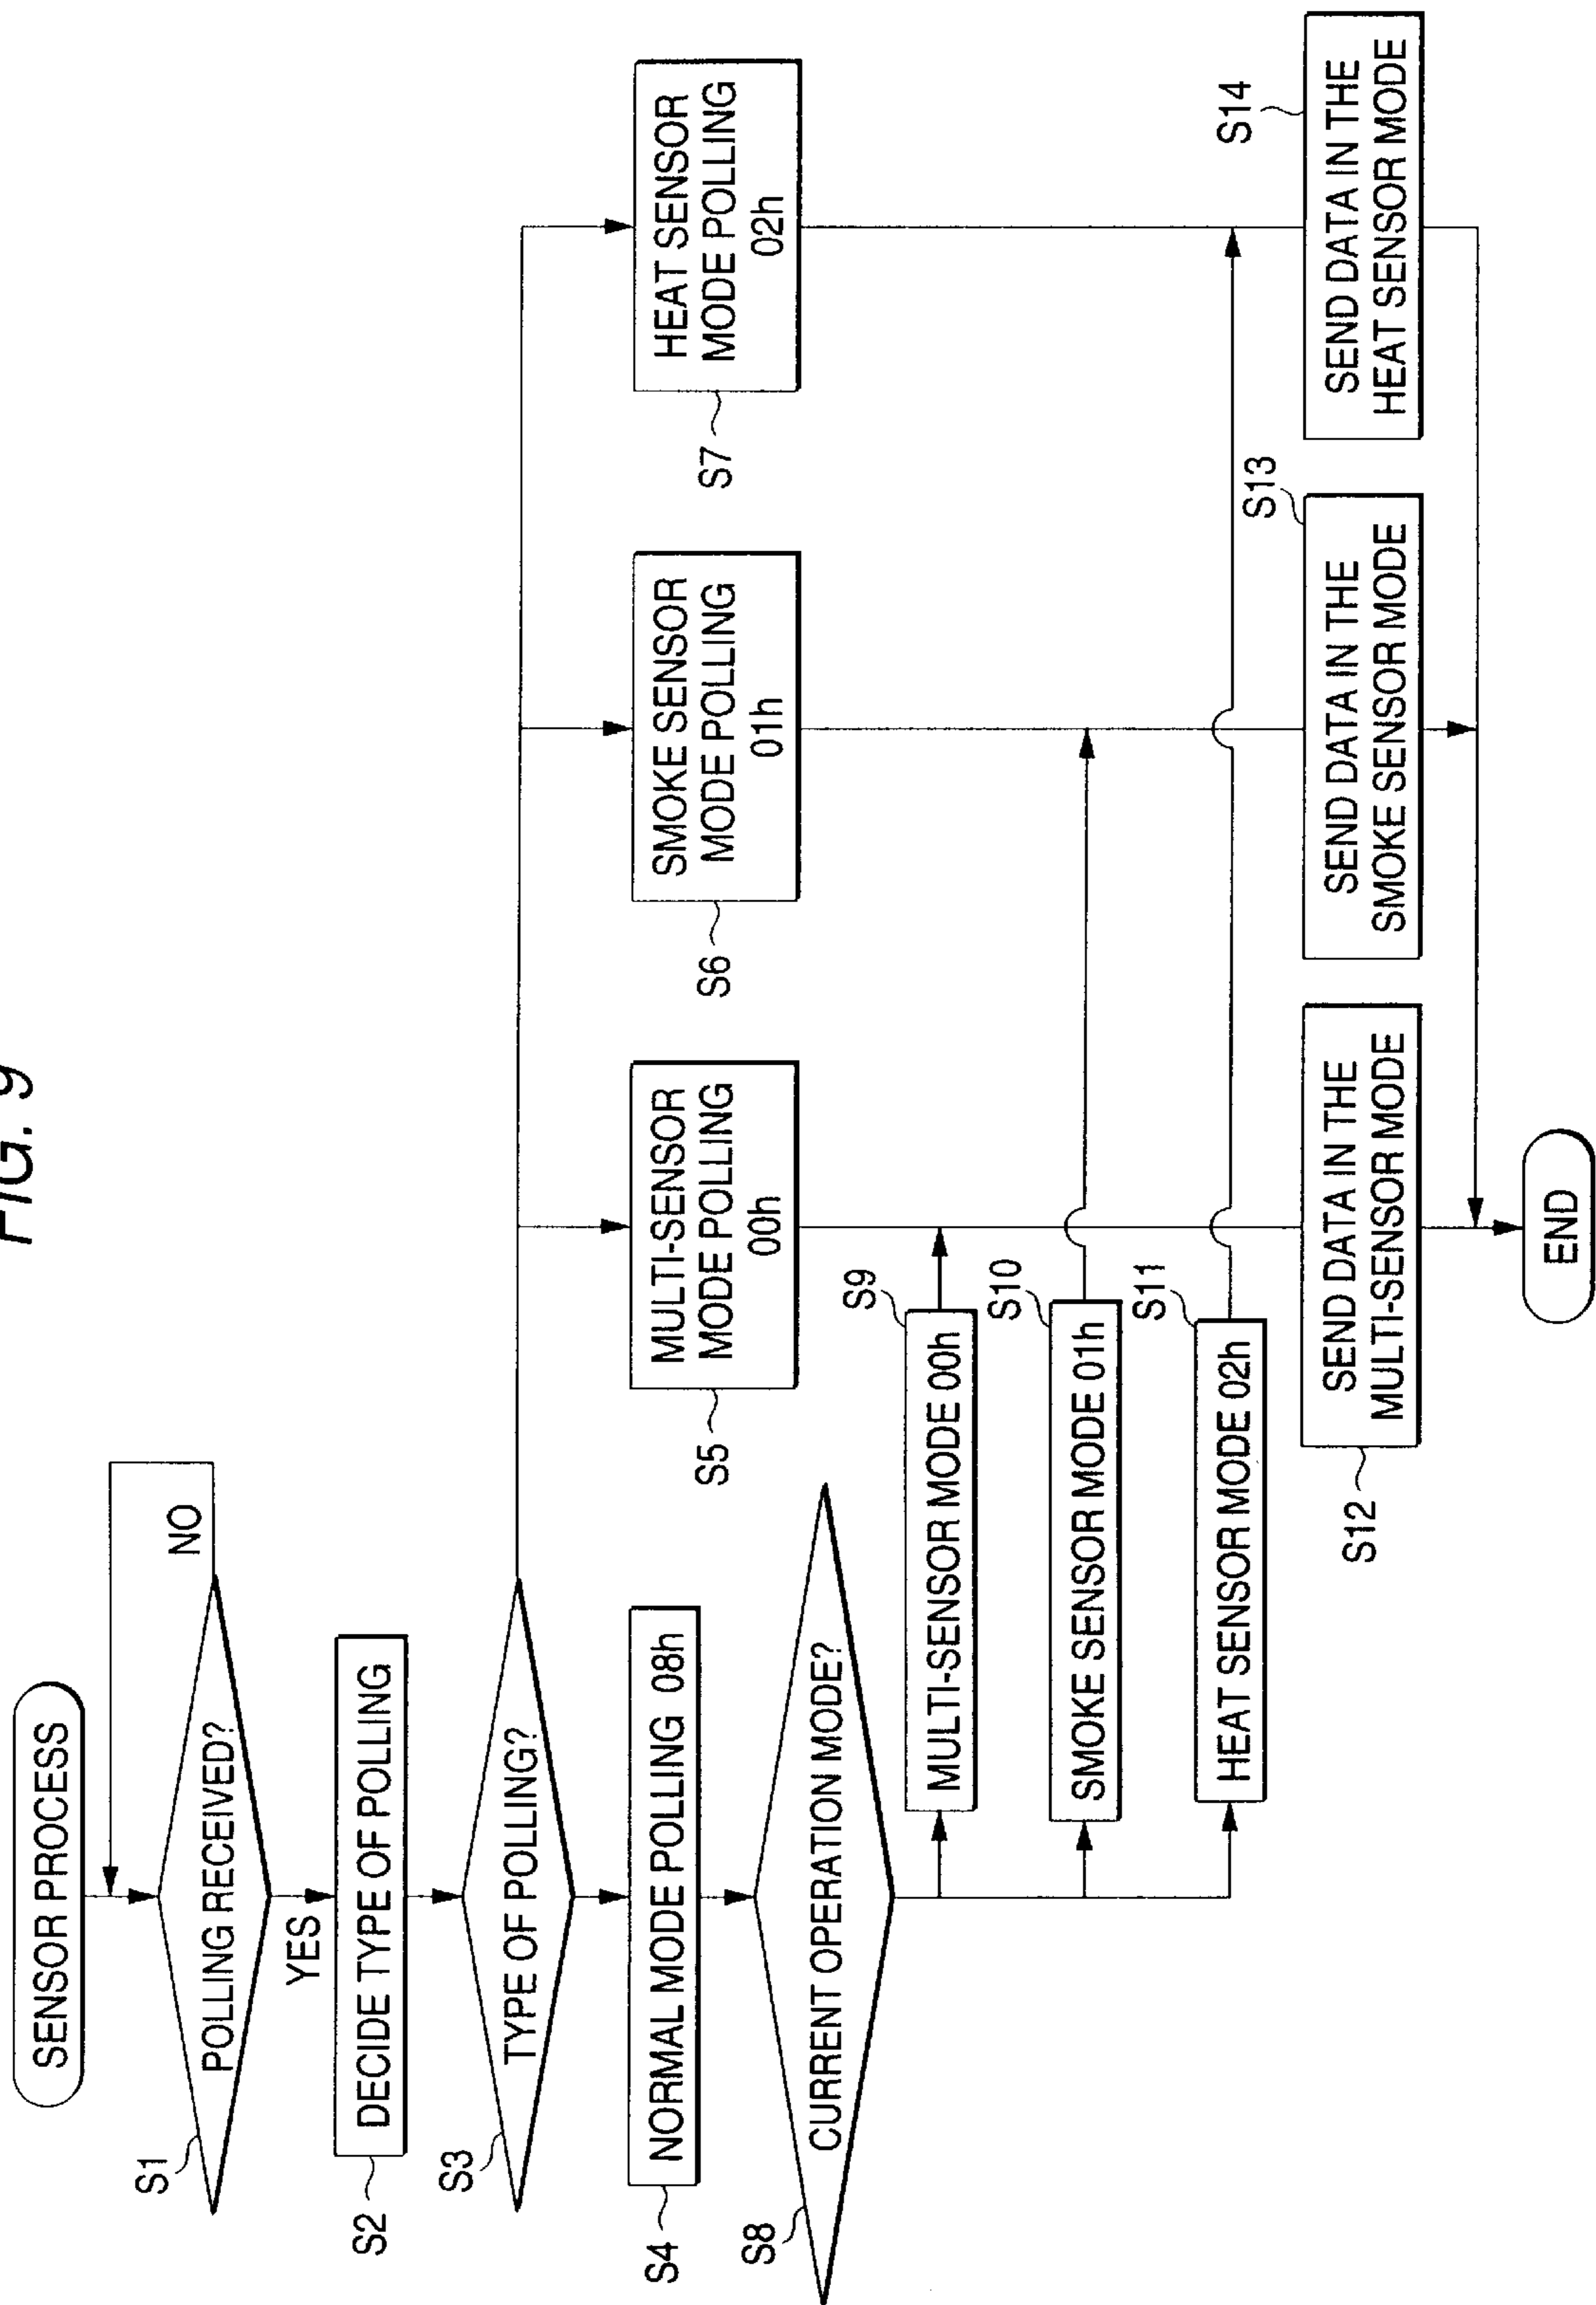 FIG. 9
SENSOR PROCESS
S1
POLLING RECEIVED?
NO
YES
S2
DECIDE TYPE OF POLLING
S3
TYPE OF POLLING?
S4
NORMAL MODE POLLING 08h
S5
MULTI-SENSOR
MODE POLLING
00h
S6
SMOKE SENSOR
MODE POLLING
01h
S7
HEAT SENSOR
MODE POLLING
02h
S8
CURRENT OPERATION MODE?
S9
MULTI-SENSOR MODE 00h
S10
SMOKE SENSOR MODE 01h
S11
HEAT SENSOR MODE 02h
S12
SEND DATA IN THE
MULTI-SENSOR MODE
S13
SEND DATA IN THE
SMOKE SENSOR MODE
S14
SEND DATA IN THE
HEAT SENSOR MODE
END